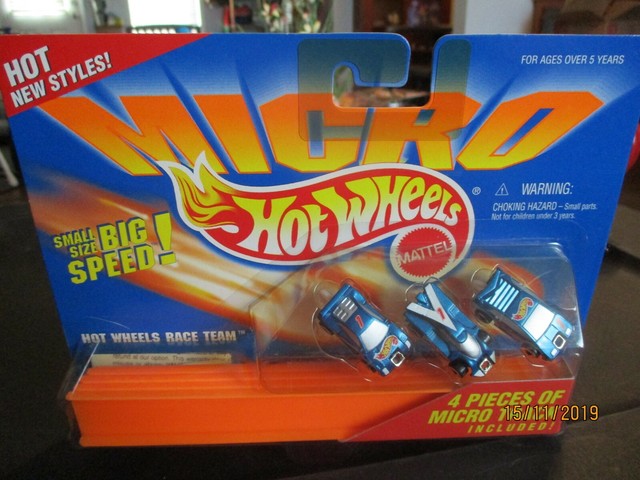 HOT
NEW STYLES!
FOR AGES OVER 5 YEARS
MICRO
HOT WHEELS
®
MATTEL
⚠ WARNING:
CHOKING HAZARD – Small parts.
Not for children under 3 years.
SMALL SIZE BIG
SPEED!
HOT WHEELS RACE TEAM™
4 PIECES OF
MICRO
INCLUDED!
15/11/2019